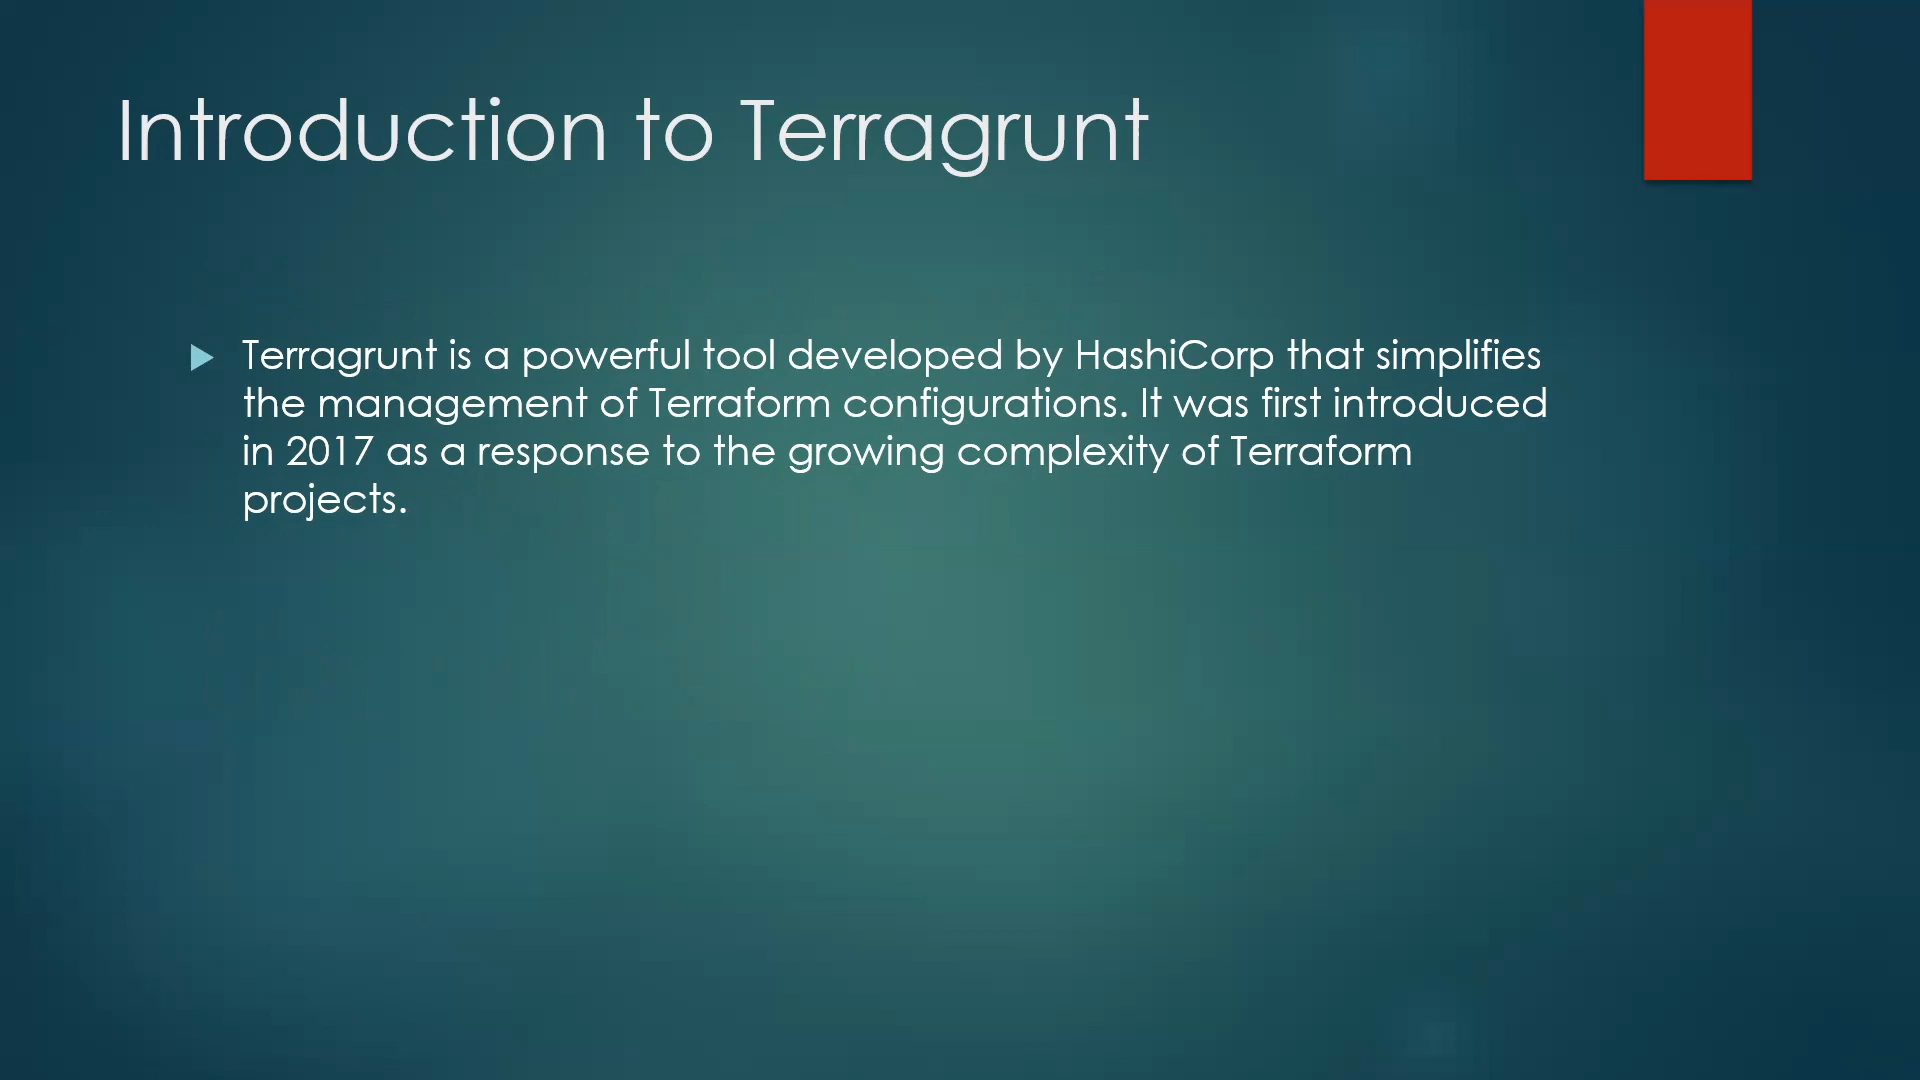 Introduction to Terragrunt
Terragrunt is a powerful tool developed by HashiCorp that simplifies
the management of Terraform configurations. It was first introduced
in 2017 as a response to the growing complexity of Terraform
projects.